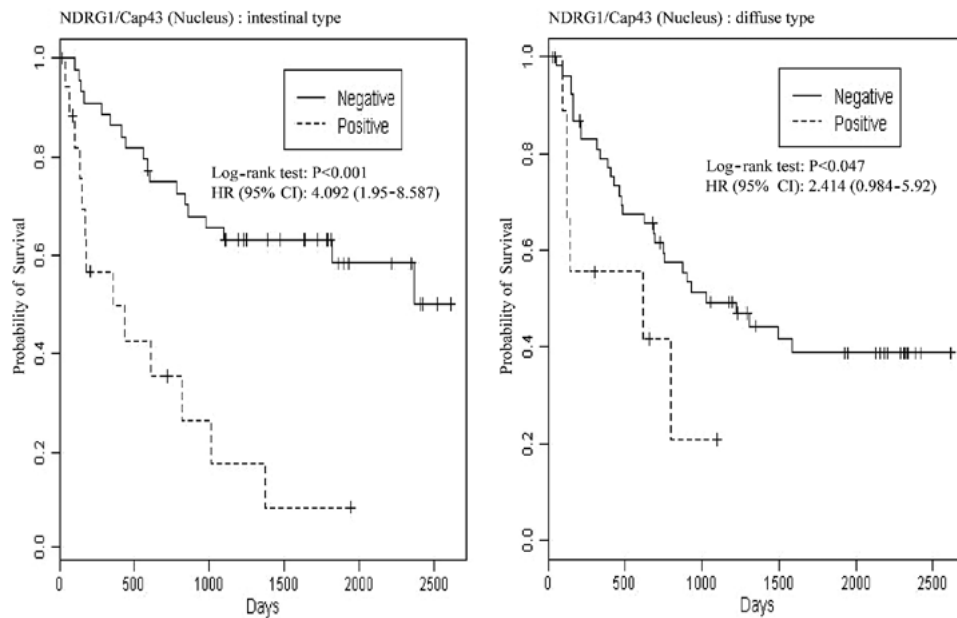 NDRG1/Cap43 (Nucleus) : intestinal type
Probability of Survival
0.0
0.2
0.4
0.6
0.8
1.0
Negative
Positive
Log-rank test: P<0.001
HR (95% CI): 4.092 (1.95-8.587)
0
500
1000
1500
2000
2500
Days
NDRG1/Cap43 (Nucleus) : diffuse type
Probability of Survival
0.0
0.2
0.4
0.6
0.8
1.0
Negative
Positive
Log-rank test: P<0.047
HR (95% CI): 2.414 (0.984-5.92)
0
500
1000
1500
2000
2500
Days